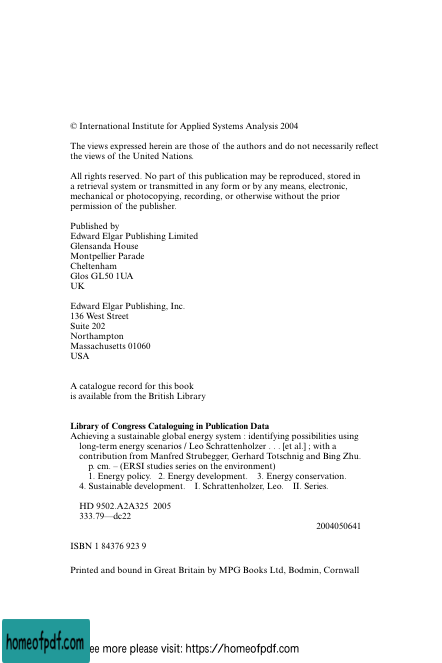 © International Institute for Applied Systems Analysis 2004
The views expressed herein are those of the authors and do not necessarily reflect
the views of the United Nations.
All rights reserved. No part of this publication may be reproduced, stored in
a retrieval system or transmitted in any form or by any means, electronic,
mechanical or photocopying, recording, or otherwise without the prior
permission of the publisher.
Published by
Edward Elgar Publishing Limited
Glensanda House
Montpellier Parade
Cheltenham
Glos GL50 1UA
UK
Edward Elgar Publishing, Inc.
136 West Street
Suite 202
Northampton
Massachusetts 01060
USA
A catalogue record for this book
is available from the British Library
Library of Congress Cataloguing in Publication Data
Achieving a sustainable global energy system : identifying possibilities using
long-term energy scenarios / Leo Schrattenholzer . . . [et al.] ; with a
contribution from Manfred Strubegger, Gerhard Totschnig and Bing Zhu.
p. cm. – (ERSI studies series on the environment)
1. Energy policy. 2. Energy development. 3. Energy conservation.
4. Sustainable development. I. Schrattenholzer, Leo. II. Series.
HD 9502.A2A325 2005
333.79—dc22
2004050641
ISBN 1 84376 923 9
Printed and bound in Great Britain by MPG Books Ltd, Bodmin, Cornwall
homeofpdf.com
ee more please visit: https://homeofpdf.com